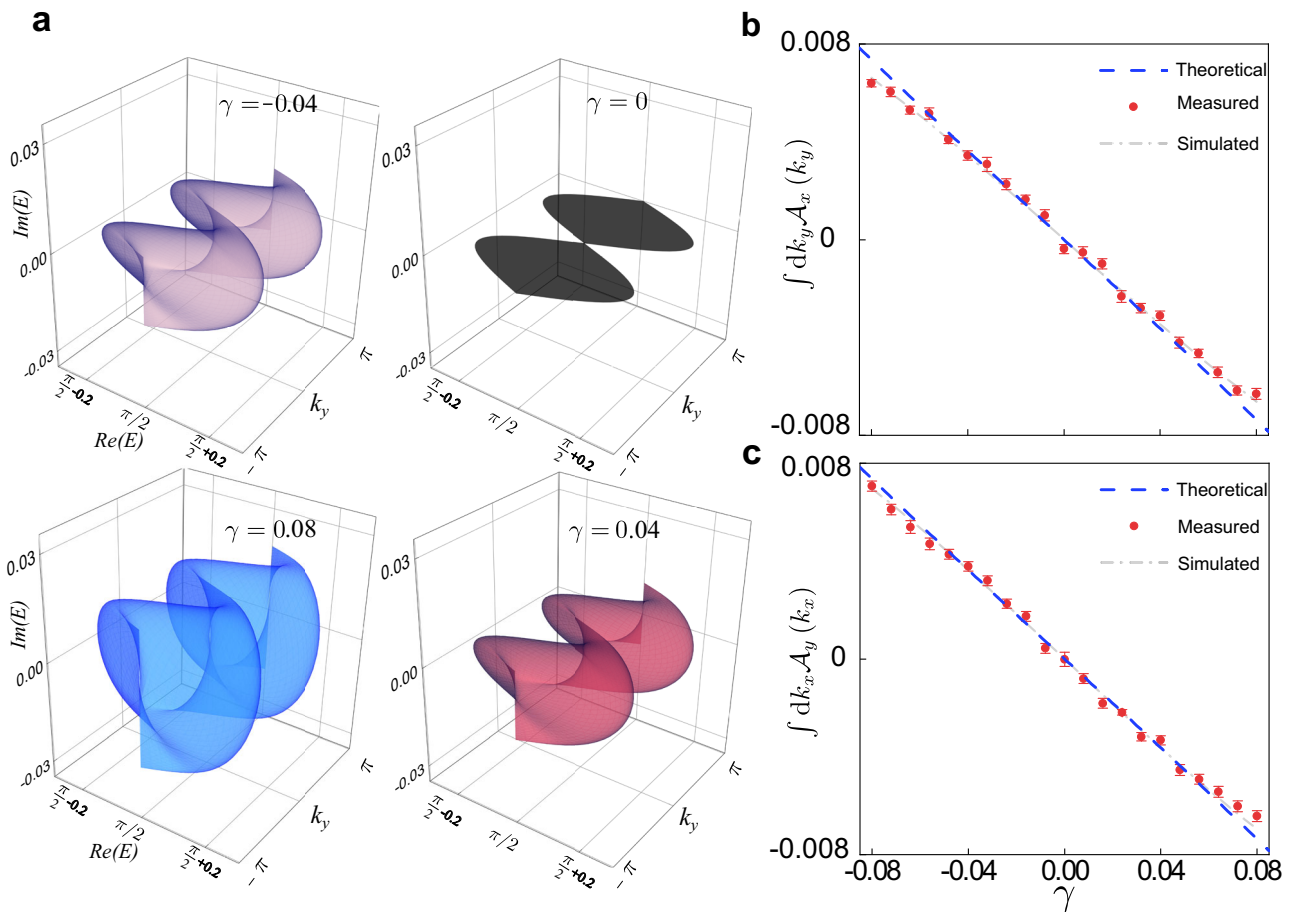 a
γ = -0.04
0.03
Im(E)
0.00
-0.03
π/2 -0.2
π/2
Re(E)
π/2 +0.2
-π
k_y
π
γ = 0
0.03
0.00
-0.03
π/2 -0.2
π/2
π/2 +0.2
-π
k_y
π
γ = 0.08
0.03
Im(E)
0.00
-0.03
π/2 -0.2
π/2
Re(E)
π/2 +0.2
-π
k_y
π
γ = 0.04
0.03
0.00
-0.03
π/2 -0.2
π/2
π/2 +0.2
-π
k_y
π
b
0.008
0
-0.008
∫ dk_y 𝒜_x (k_y)
Theoretical
Measured
Simulated
c
0.008
0
-0.008
∫ dk_x 𝒜_y (k_x)
Theoretical
Measured
Simulated
-0.08 -0.04 0.00 0.04 0.08
γ